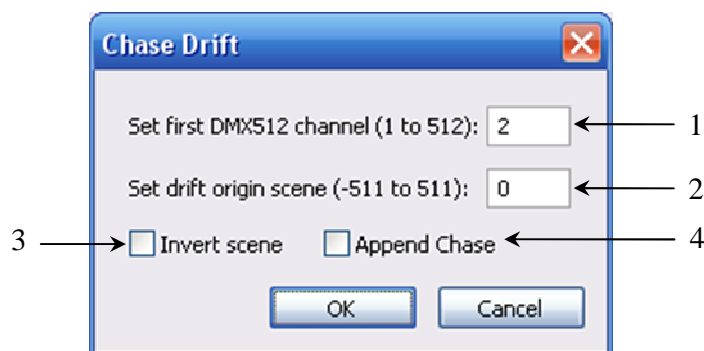 Chase Drift
Set first DMX512 channel (1 to 512): 2 1
Set drift origin scene (-511 to 511): 0 2
3 Invert scene Append Chase 4
OK Cancel